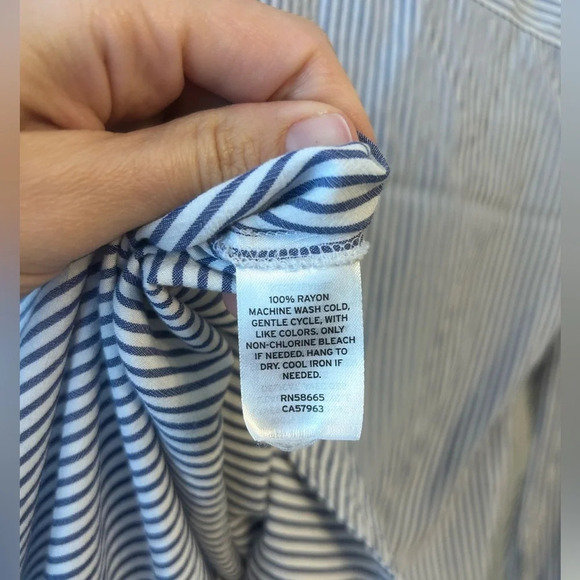 100% RAYON
MACHINE WASH COLD,
GENTLE CYCLE, WITH
LIKE COLORS. ONLY
NON-CHLORINE BLEACH
IF NEEDED. HANG TO
DRY. COOL IRON IF
NEEDED.
RN58665
CA57963